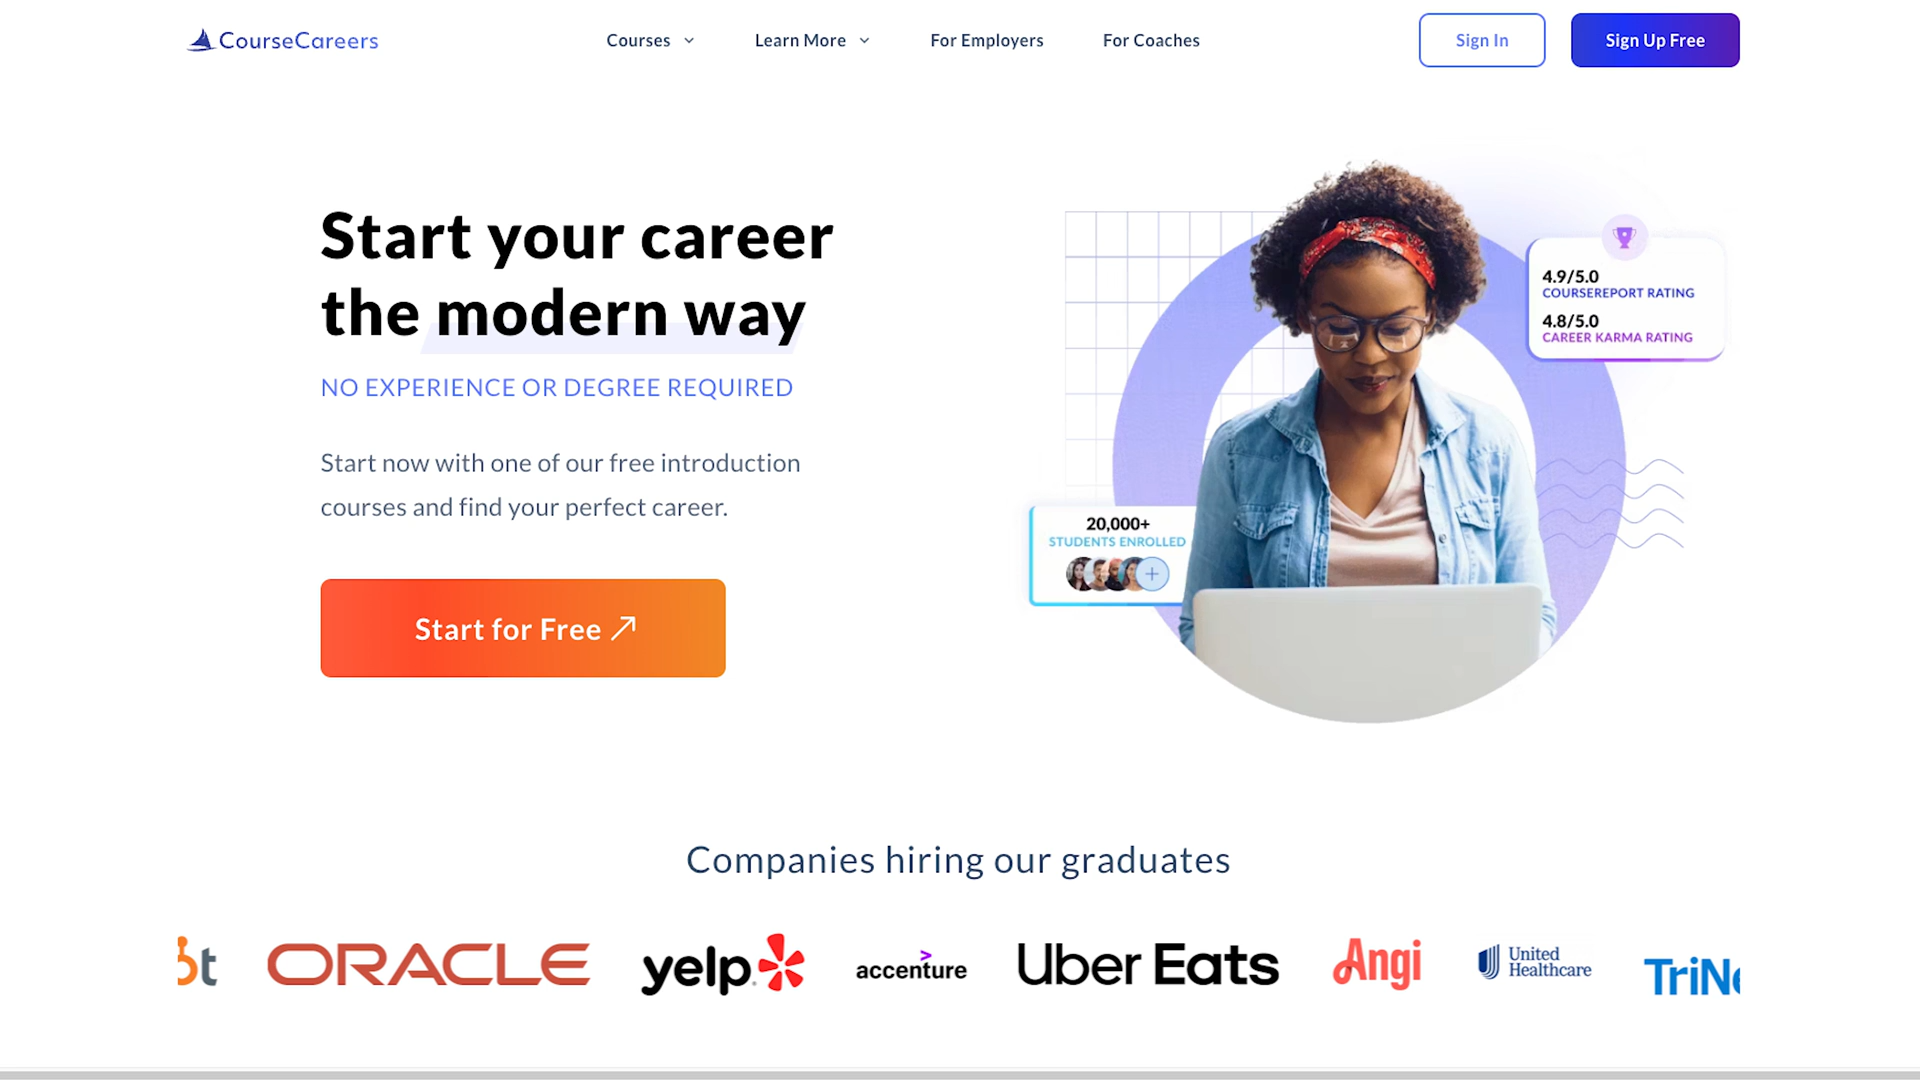 CourseCareers
Courses
Learn More
For Employers
For Coaches
Sign In
Sign Up Free
Start your career
the modern way
NO EXPERIENCE OR DEGREE REQUIRED
Start now with one of our free introduction
courses and find your perfect career.
Start for Free
4.9/5.0
COURSEREPORT RATING
4.8/5.0
CAREER KARMA RATING
20,000+
STUDENTS ENROLLED
Companies hiring our graduates
ORACLE
yelp
accenture
Uber Eats
Angi
United
Healthcare